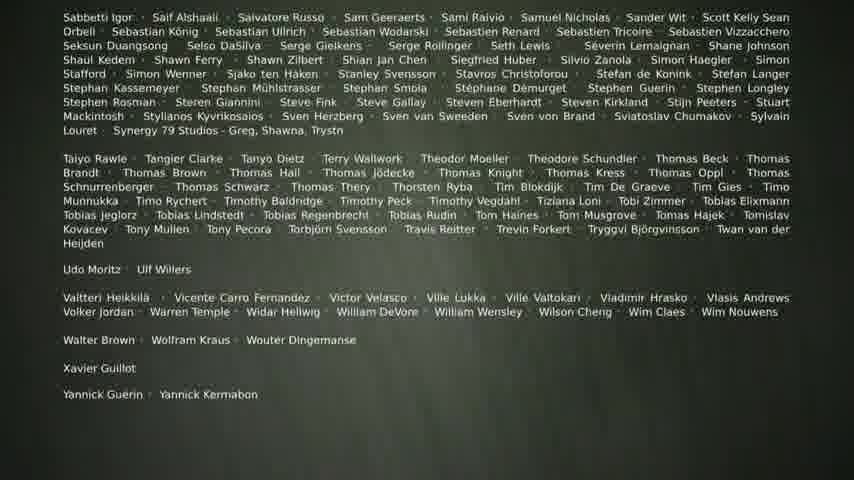 Sabbetti Igor · Saif Alshaali · Salvatore Russo · Sam Geeraerts · Sami Raivio · Samuel Nicholas · Sander Wit · Scott Kelly Sean
Orbell · Sebastian König · Sebastian Ullrich · Sebastian Wodarski · Sebastien Renard · Sebastien Tricoire · Sebastien Vizzacchero
Seksun Duangsong · Selso DaSilva · Serge Gielkens · Serge Rollinger · Seth Lewis · Séverin Lemaignan · Shane Johnson
Shaul Kedem · Shawn Ferry · Shawn Zilbert · Shian Jan Chen · Siegfried Huber · Silvio Zanola · Simon Haegler · Simon
Stafford · Simon Wenner · Sjako ten Haken · Stanley Svensson · Stavros Christoforou · Stefan de Konink · Stefan Langer
Stephan Kassemeyer · Stephan Mühlstrasser · Stephan Smola · Stéphane Demurget · Stephen Guerin · Stephen Longley
Stephen Rosman · Steren Giannini · Steve Fink · Steve Gallay · Steven Eberhardt · Steven Kirkland · Stijn Peeters · Stuart
Mackintosh · Stylianos Kyvrikosaios · Sven Herzberg · Sven van Sweeden · Sven von Brand · Sviatoslav Chumakov · Sylvain
Louret · Synergy 79 Studios - Greg, Shawna, Trystn
Taiyo Rawle · Tangier Clarke · Tanyo Dietz · Terry Wallwork · Theodor Moeller · Theodore Schundler · Thomas Beck · Thomas
Brandt · Thomas Brown · Thomas Hall · Thomas Jödecke · Thomas Knight · Thomas Kress · Thomas Oppl · Thomas
Schnurrenberger · Thomas Schwarz · Thomas Thery · Thorsten Ryba · Tim Blokdijk · Tim De Graeve · Tim Gies · Timo
Munnukka · Timo Rychert · Timothy Baldridge · Timothy Peck · Timothy Vegdahl · Tiziana Loni · Tobi Zimmer · Tobias Elixmann
Tobias Jeglorz · Tobias Lindstedt · Tobias Regenbrecht · Tobias Rudin · Tom Haines · Tom Musgrove · Tomas Hajek · Tomislav
Kovacev · Tony Mullen · Tony Pecora · Torbjörn Svensson · Travis Reitter · Trevin Forkert · Tryggvi Björgvinsson · Twan van der
Heijden
Udo Moritz · Ulf Willers
Valtteri Heikkilä · Vicente Carro Fernandez · Victor Velasco · Ville Lukka · Ville Valtokari · Vladimir Hrasko · Vlasis Andrews
Volker Jordan · Warren Temple · Widar Hellwig · William DeVore · William Wensley · Wilson Cheng · Wim Claes · Wim Nouwens
Walter Brown · Wolfram Kraus · Wouter Dingemanse
Xavier Guillot
Yannick Guerin · Yannick Kermabon